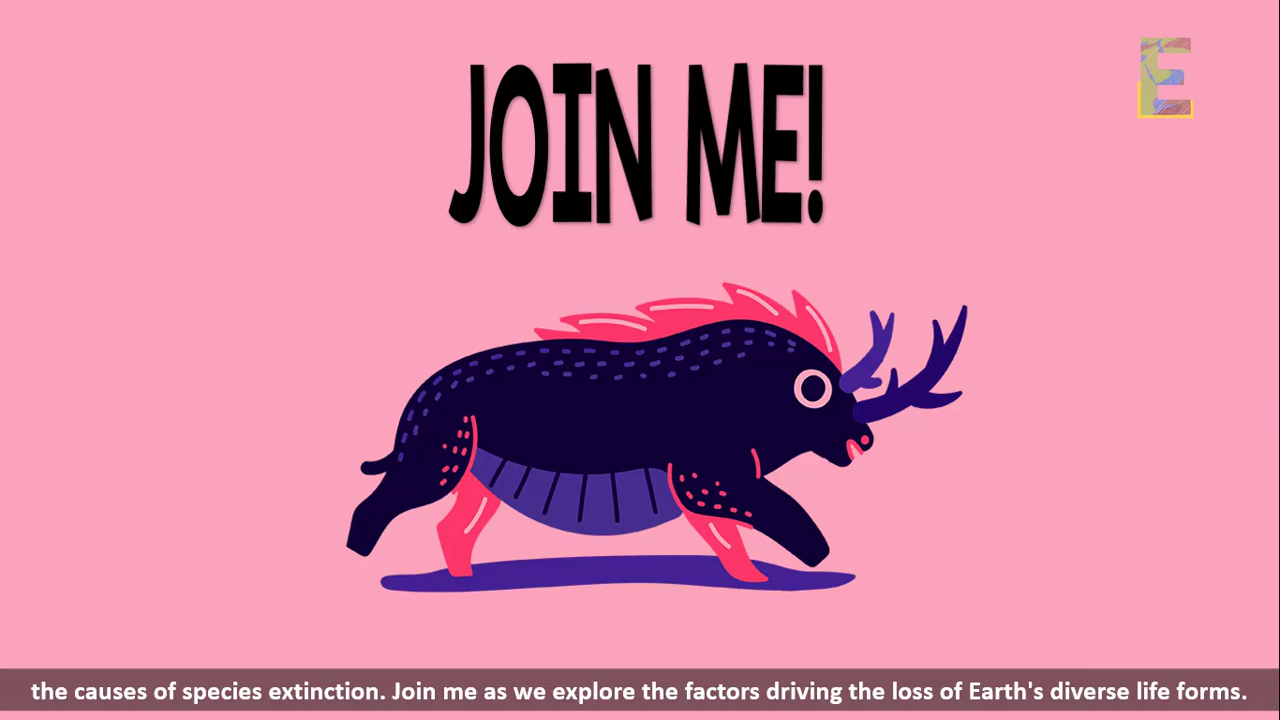 JOIN ME!
E
the causes of species extinction. Join me as we explore the factors driving the loss of Earth's diverse life forms.